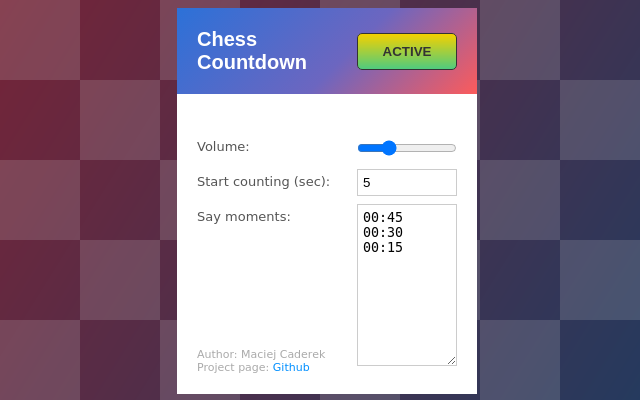 Chess
Countdown
ACTIVE
Volume:
Start counting (sec):
5
Say moments:
00:45
00:30
00:15
Author: Maciej Caderek
Project page: Github